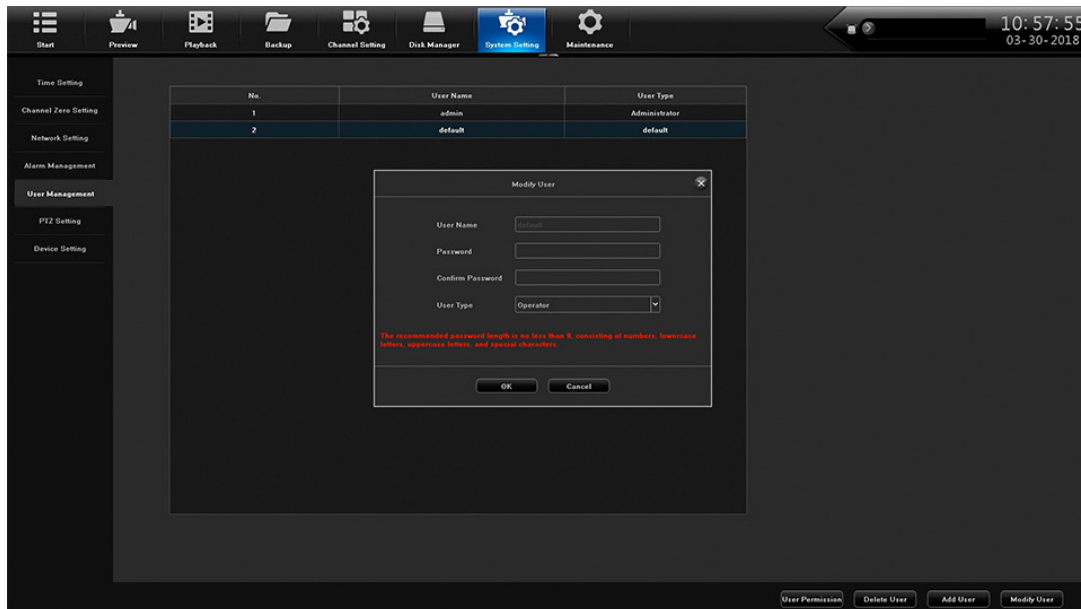 Start Preview Playback Backup Channel Setting Disk Manager System Setting Maintenance
10:57:55
03-30-2018
Time Setting
Channel Zero Setting
Network Setting
Alarm Management
User Management
PTZ Setting
Device Setting
No. User Name User Type
1 admin Administrator
2 default default
Modify User
User Name default
Password
Confirm Password
User Type Operator
The recommended password length is no less than 8, consisting of numbers, lowercase
letters, uppercase letters, and special characters.
OK Cancel
User Permission Delete User Add User Modify User